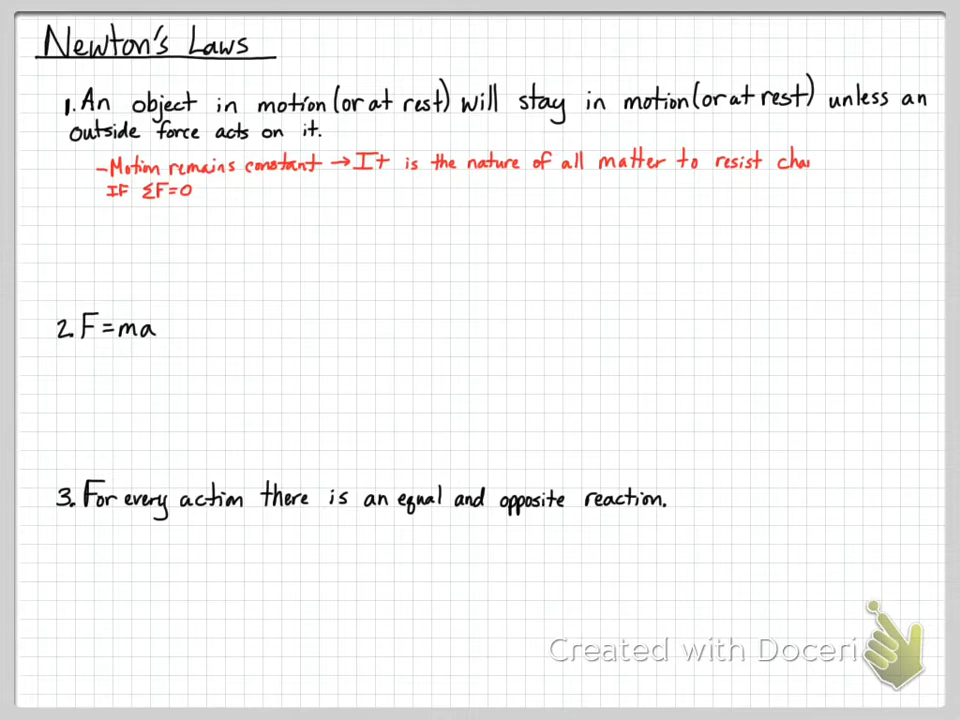 Newton's Laws
1. An object in motion (or at rest) will stay in motion (or at rest) unless an
outside force acts on it.
-Motion remains constant → It is the nature of all matter to resist cha
IF ΣF=0
2. F=ma
3. For every action there is an equal and opposite reaction.
Created with Doceri